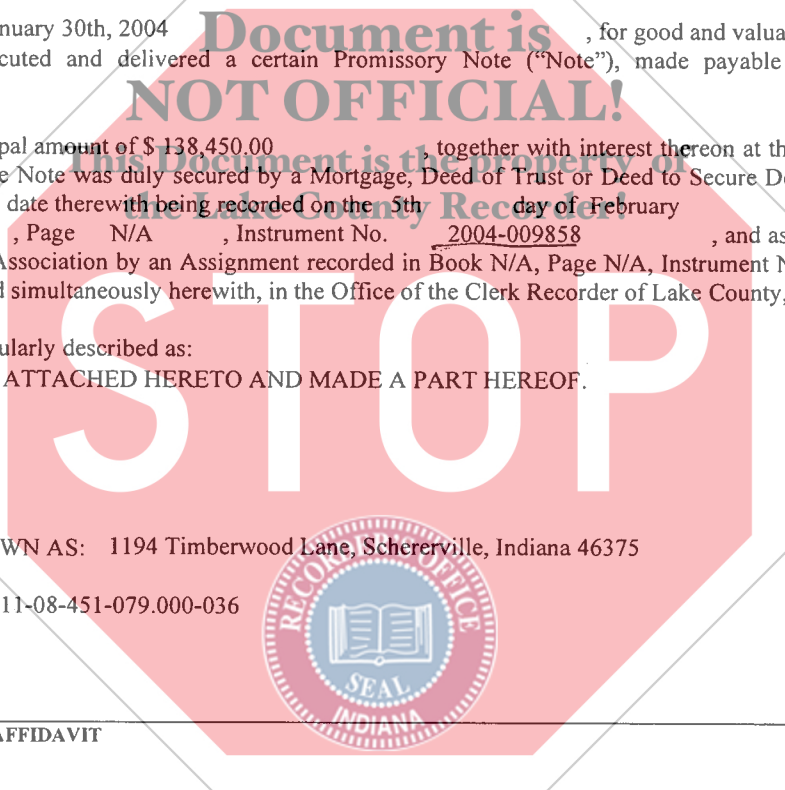 nuary 30th, 2004 , for good and valua
Document is
cuted and delivered a certain Promissory Note (“Note”), made payable
NOT OFFICIAL!
pal amount of $ 138,450.00 , together with interest thereon at th
This Document is the property of
e Note was duly secured by a Mortgage, Deed of Trust or Deed to Secure De
date therewith being recorded on the 5th day of February
the Lake County Recorder!
, Page N/A , Instrument No. 2004-009858 , and as
Association by an Assignment recorded in Book N/A, Page N/A, Instrument N
d simultaneously herewith, in the Office of the Clerk Recorder of Lake County,
STOP
ularly described as:
ATTACHED HERETO AND MADE A PART HEREOF.
WN AS: 1194 Timberwood Lane, Schererville, Indiana 46375
11-08-451-079.000-036
RECORDER'S OFFICE
SEAL
INDIANA
AFFIDAVIT